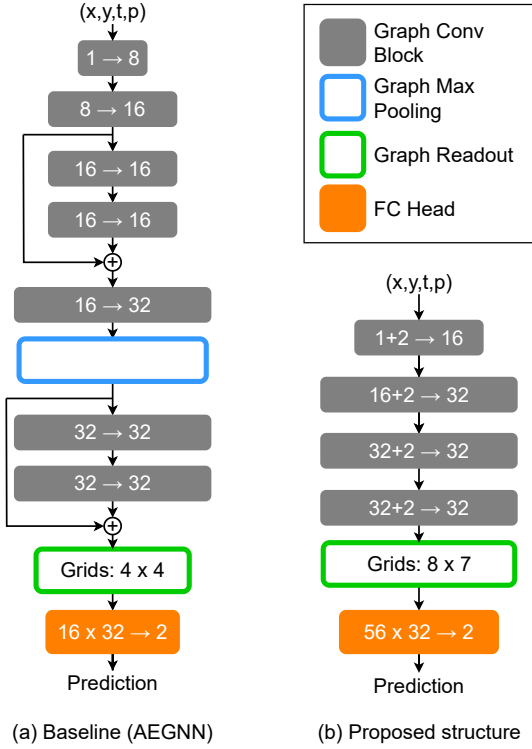 (x,y,t,p)
1 → 8
8 → 16
16 → 16
16 → 16
16 → 32
32 → 32
32 → 32
Grids: 4 x 4
16 x 32 → 2
Prediction
(a) Baseline (AEGNN)
Graph Conv
Block
Graph Max
Pooling
Graph Readout
FC Head
(x,y,t,p)
1+2 → 16
16+2 → 32
32+2 → 32
32+2 → 32
Grids: 8 x 7
56 x 32 → 2
Prediction
(b) Proposed structure